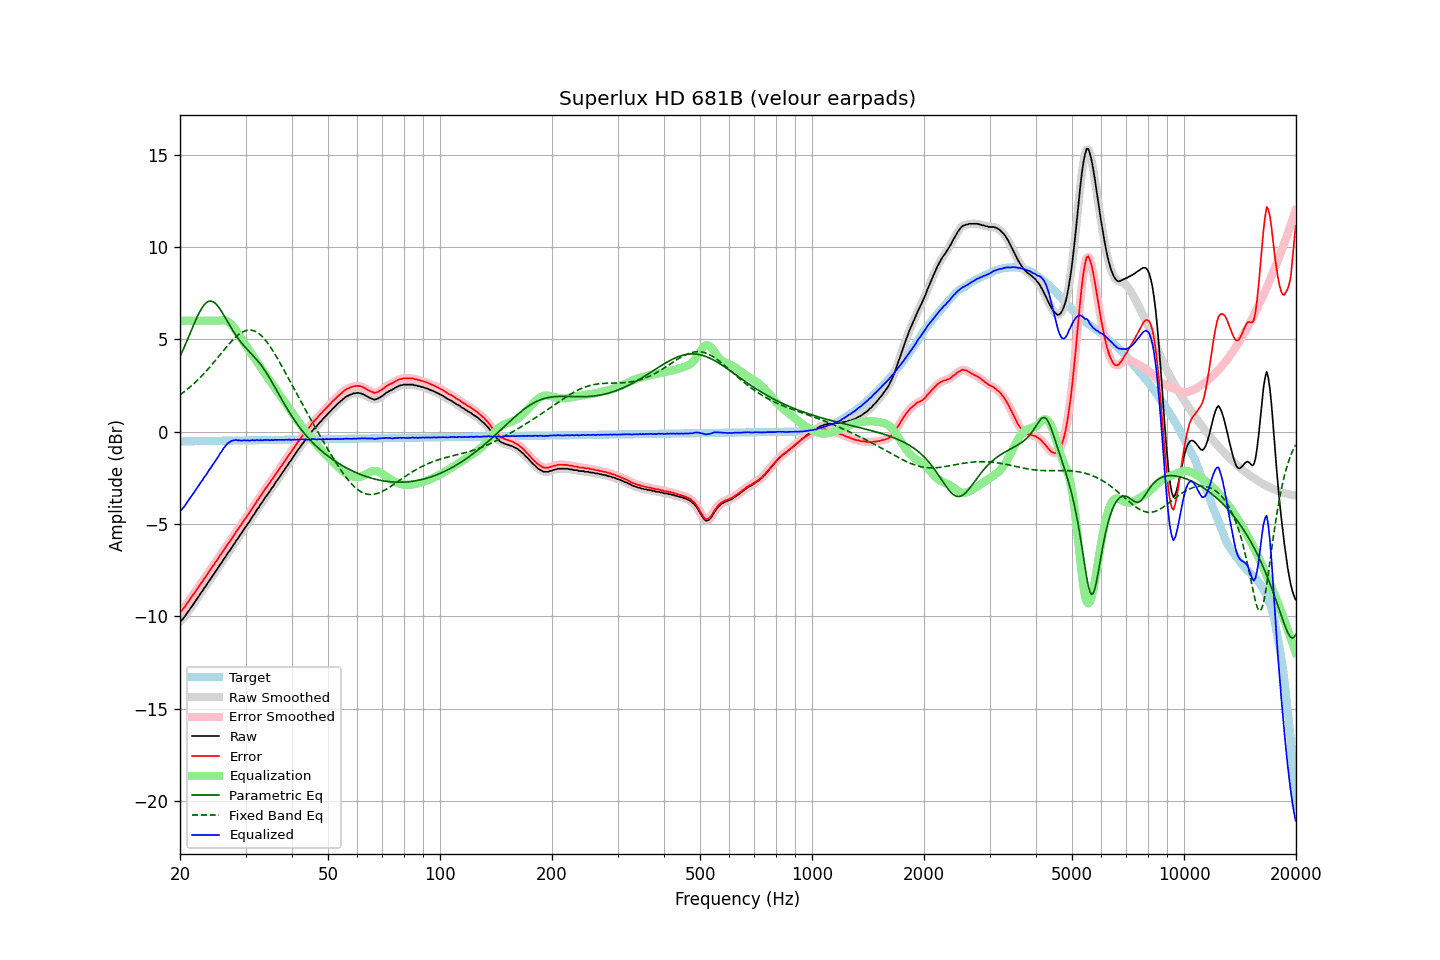 Superlux HD 681B (velour earpads)
Amplitude (dBr)
15
10
5
0
−5
−10
−15
−20
Target
Raw Smoothed
Error Smoothed
Raw
Error
Equalization
Parametric Eq
Fixed Band Eq
Equalized
20 50 100 200 500 1000 2000 5000 10000 20000
Frequency (Hz)